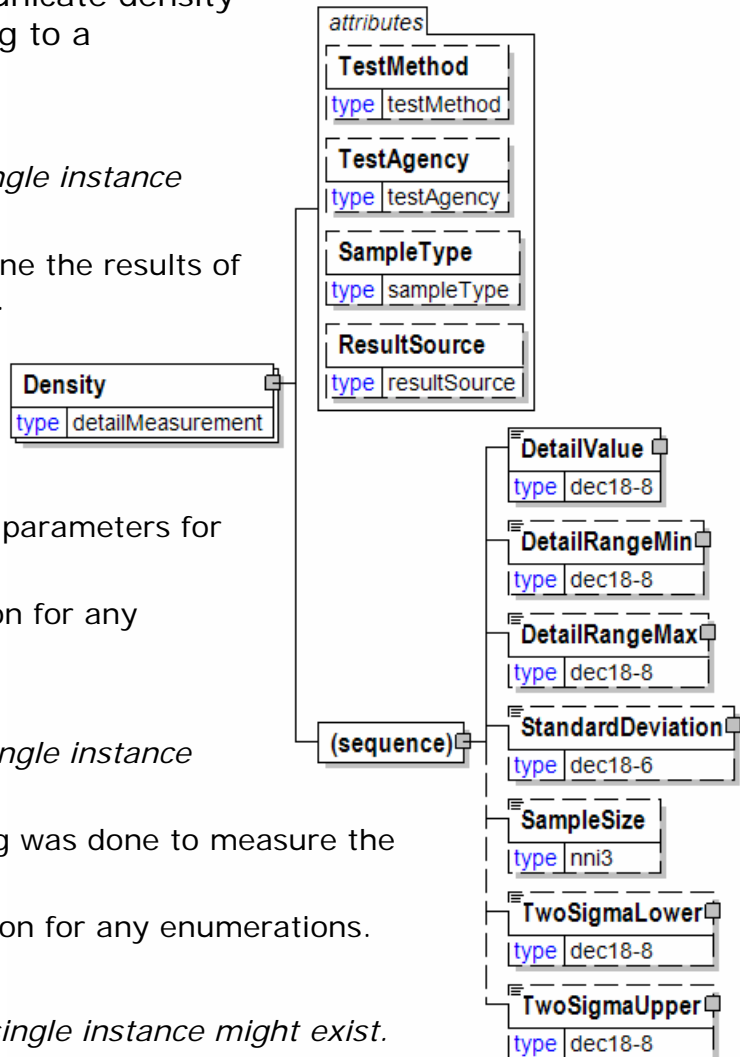 unicate density
g to a
ngle instance
ne the results of
.
parameters for
on for any
ngle instance
g was done to measure the
on for any enumerations.
single instance might exist.
attributes
TestMethod
type testMethod
TestAgency
type testAgency
SampleType
type sampleType
ResultSource
type resultSource
Density
type detailMeasurement
(sequence)
DetailValue
type dec18-8
DetailRangeMin
type dec18-8
DetailRangeMax
type dec18-8
StandardDeviation
type dec18-6
SampleSize
type nni3
TwoSigmaLower
type dec18-8
TwoSigmaUpper
type dec18-8